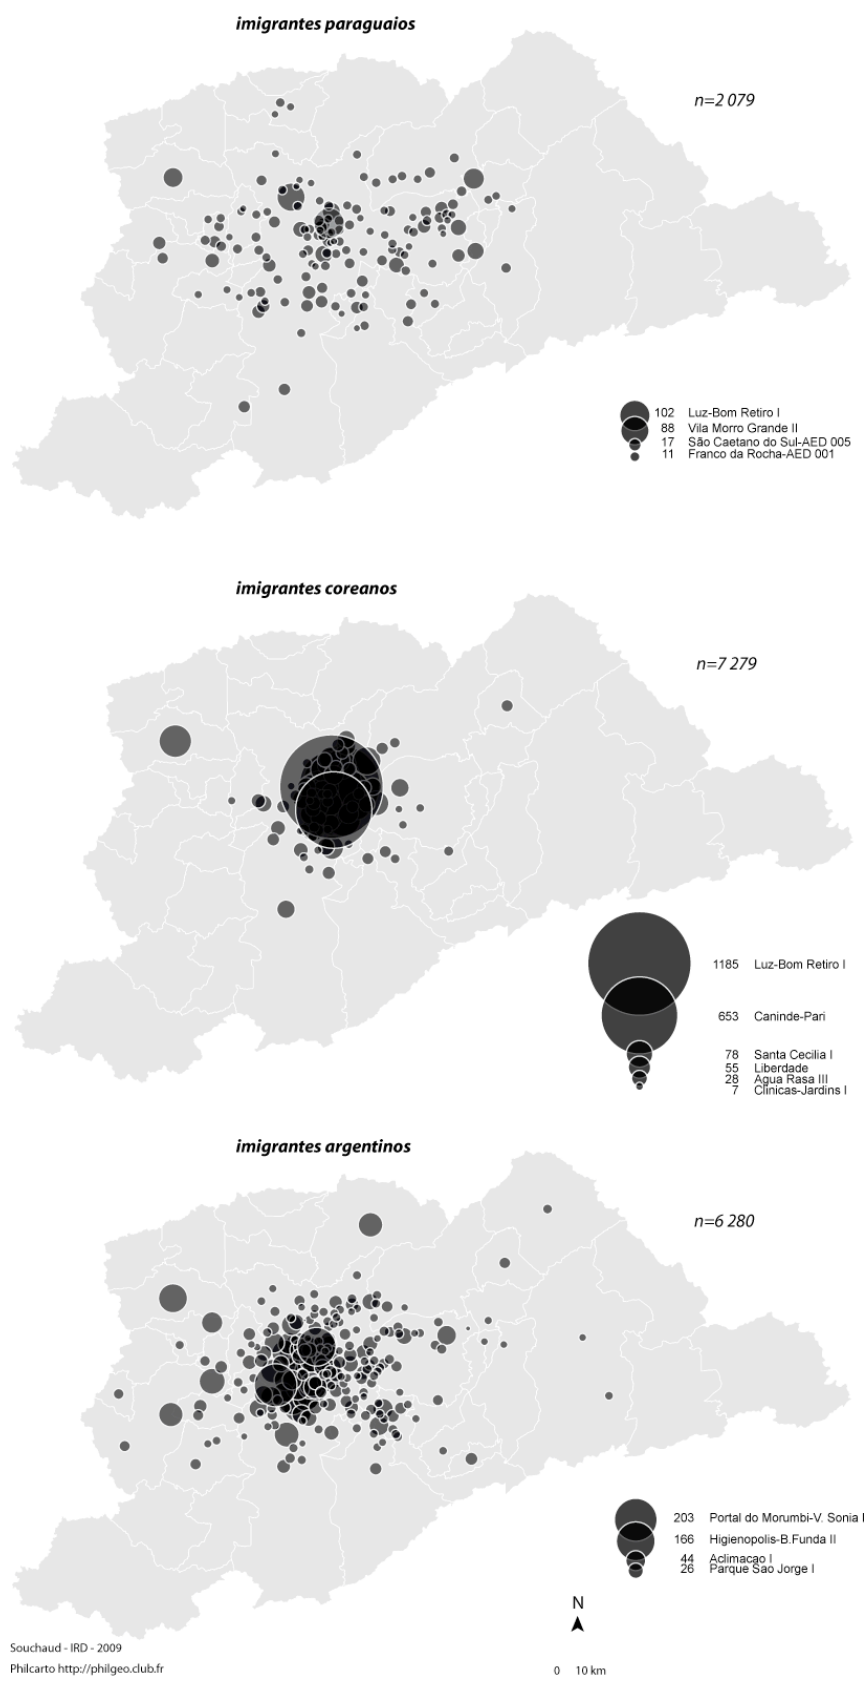 imigrantes paraguaios
n=2 079
102 Luz-Bom Retiro I
88 Vila Morro Grande II
17 São Caetano do Sul-AED 005
11 Franco da Rocha-AED 001
imigrantes coreanos
n=7 279
1185 Luz-Bom Retiro I
653 Caninde-Pari
78 Santa Cecilia I
55 Liberdade
28 Agua Rasa III
7 Clinicas-Jardins I
imigrantes argentinos
n=6 280
203 Portal do Morumbi-V. Sonia I
166 Higienopolis-B.Funda II
44 Aclimaçao I
26 Parque Sao Jorge I
N
Souchaud - IRD - 2009
Philcarto http://philgeo.club.fr
0 10 km